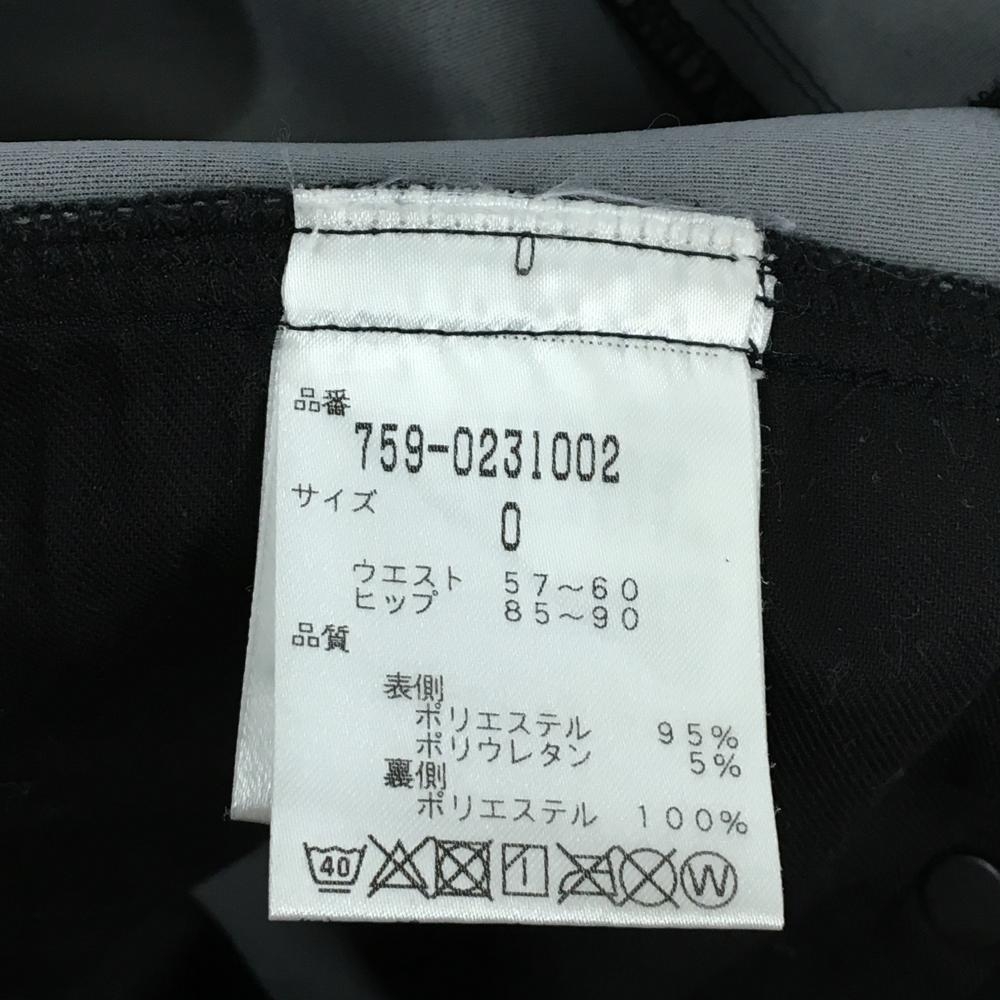 0
品番
759-0231002
サイズ
0
ウエスト 57～60
ヒップ 85～90
品質
表側
ポリエステル 95%
ポリウレタン 5%
裏側
ポリエステル 100%
40 W